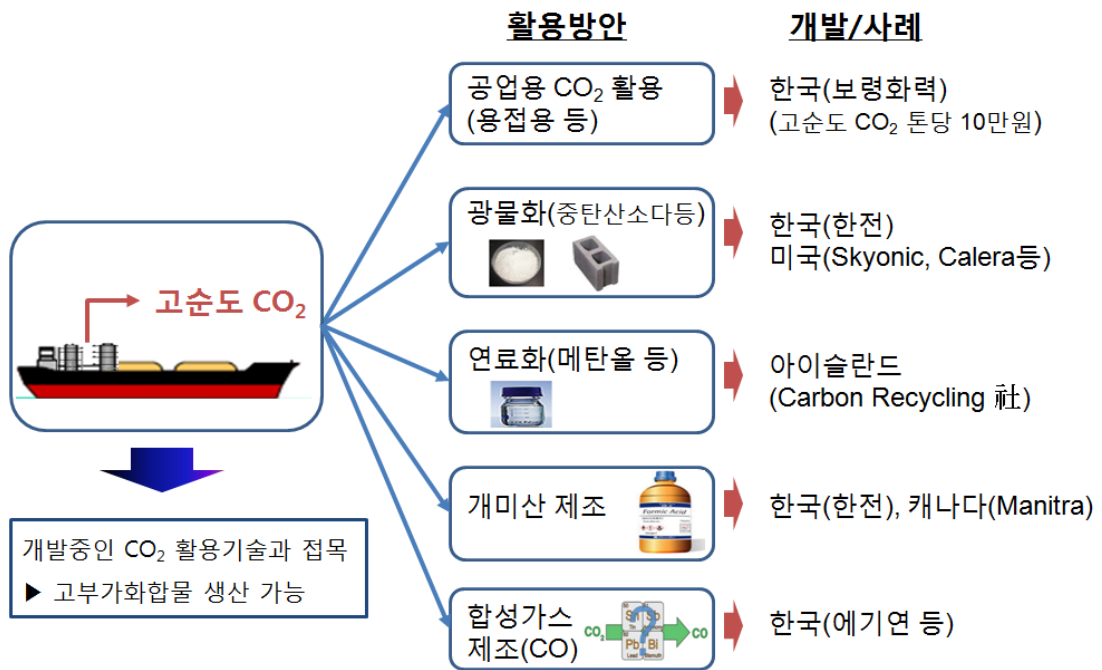 활용방안
개발/사례
고순도 CO₂
개발중인 CO₂ 활용기술과 접목
▶ 고부가화합물 생산 가능
공업용 CO₂ 활용
(용접용 등)
한국(보령화력)
(고순도 CO₂ 톤당 10만원)
광물화(중탄산소다등)
한국(한전)
미국(Skyonic, Calera등)
연료화(메탄올 등)
아이슬란드
(Carbon Recycling 社)
개미산 제조
Formic Acid
한국(한전), 캐나다(Manitra)
합성가스
제조(CO)
CO₂
Sn
Sb
?
Pb
Bi
Lead
CO
한국(에기연 등)